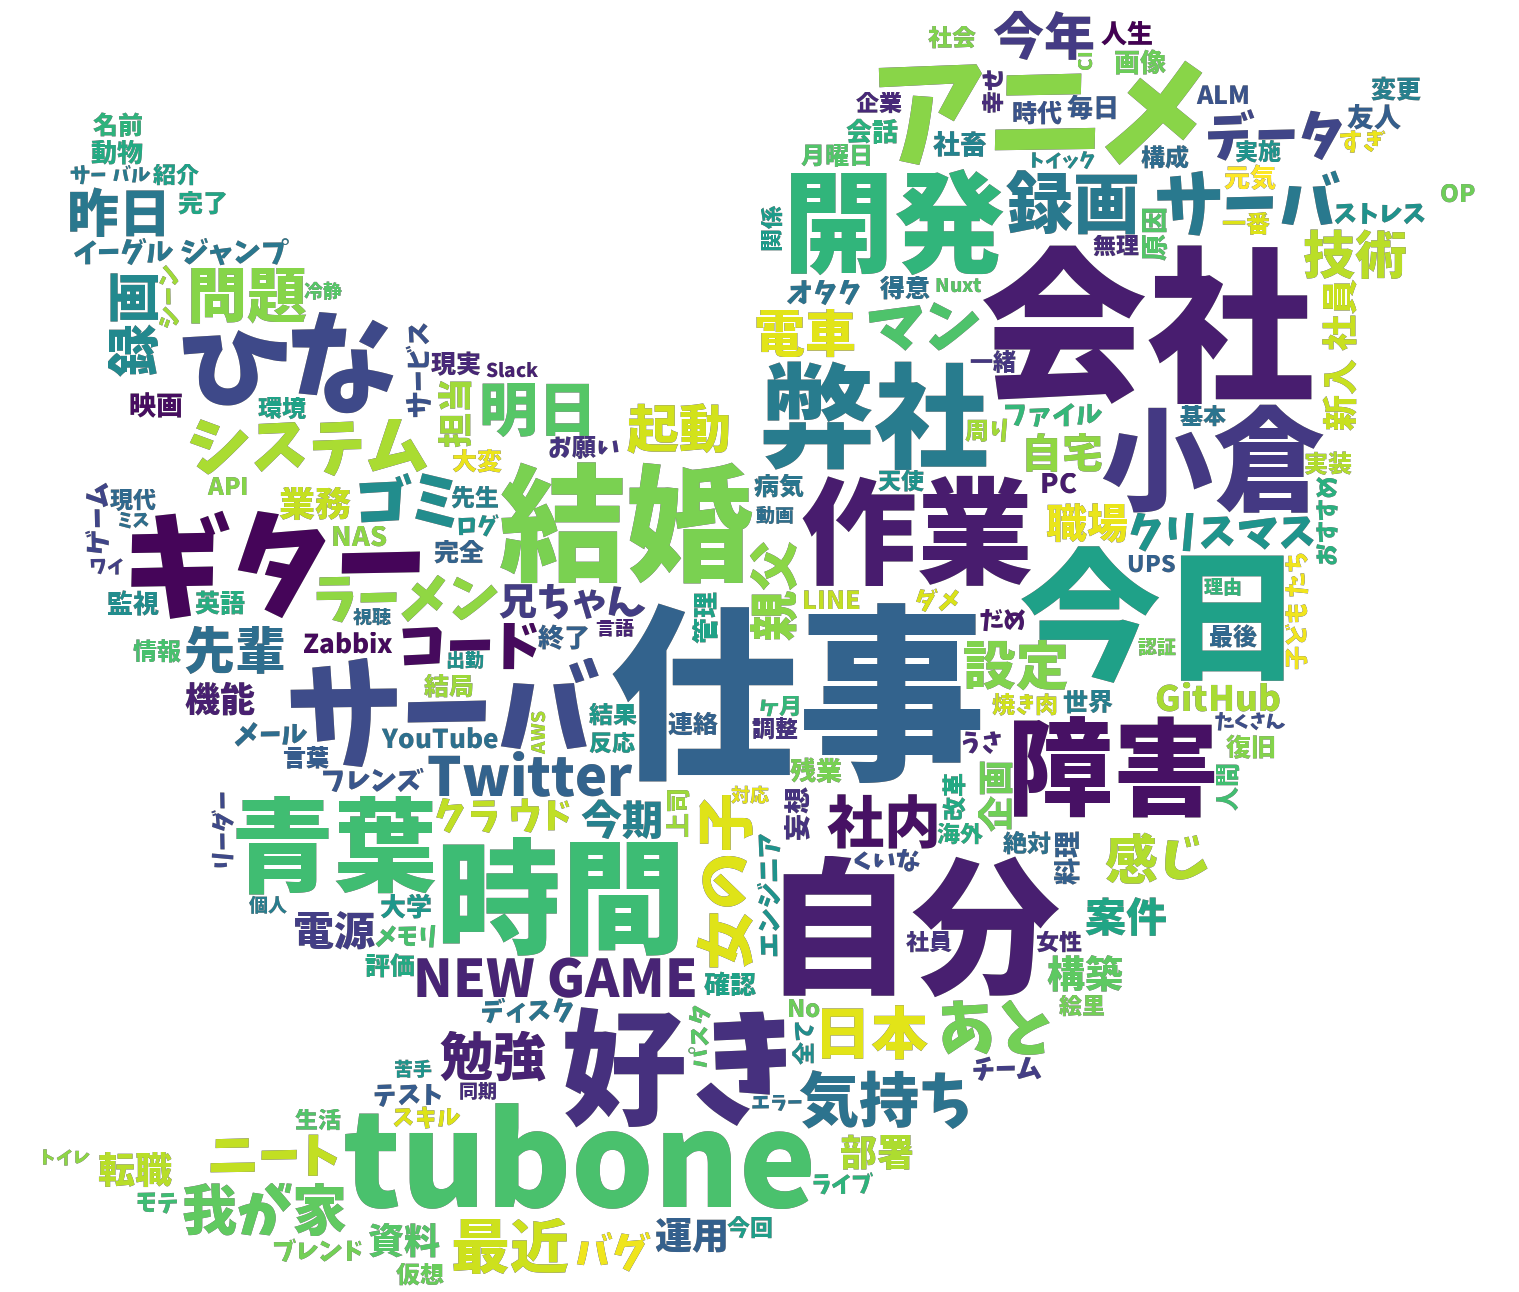 今年
人生
社会
CI
画像
アニメ
幸せ
企業
時代
毎日
ALM
変更
友人
データ
すぎ
会話
社畜
月曜日
トイック
構成
実施
名前
動物
サーバル
紹介
昨日
完了
開発
録画
サーバ
元気
一番
ストレス
OP
関係
無理
原因
技術
イーグルジャンプ
録画
シーン
問題
冷静
オタク
得意
Nuxt
会社
新入社員
ひな
電車
マン
一緒
サービス
現実
Slack
弊社
映画
環境
担当
明日
起動
周り
ファイル
基本
小倉
自宅
システム
お願い
大変
実装
API
業務
ゴミ
先生
結婚
病気
天使
PC
おすすめ
ゲーム
現代
ミス
ログ
動画
作業
職場
クリスマス
ギター
NAS
完全
ワイ
UPS
今日
監視
英語
ラーメン
兄ちゃん
管理
親父
LINE
ダメ
理由
子どもたち
視聴
言語
だめ
情報
先輩
Zabbix
コード
終了
仕事
最後
認証
出勤
設定
機能
結局
サーバ
結果
連絡
ヶ月
調整
焼き肉
世界
GitHub
メール
YouTube
AWS
反応
うさ
障害
たくさん
言葉
復旧
フレンズ
Twitter
残業
企画
人間
リーダー
クラウド
今期
上司
対応
妄想
社内
改革
海外
青葉
時間
女の子
エンジニア
くいな
絶対
料理
感じ
個人
大学
自分
電源
メモリ
社員
女性
案件
評価
NEW GAME
確認
構築
ディスク
No
絵里
勉強
好き
パスタ
全て
日本
あと
苦手
チーム
テスト
同期
エラー
気持ち
生活
スキル
tubone
トイレ
転職
ニート
部署
モテ
我が家
ライブ
ブレンド
資料
最近
バグ
運用
今回
仮想